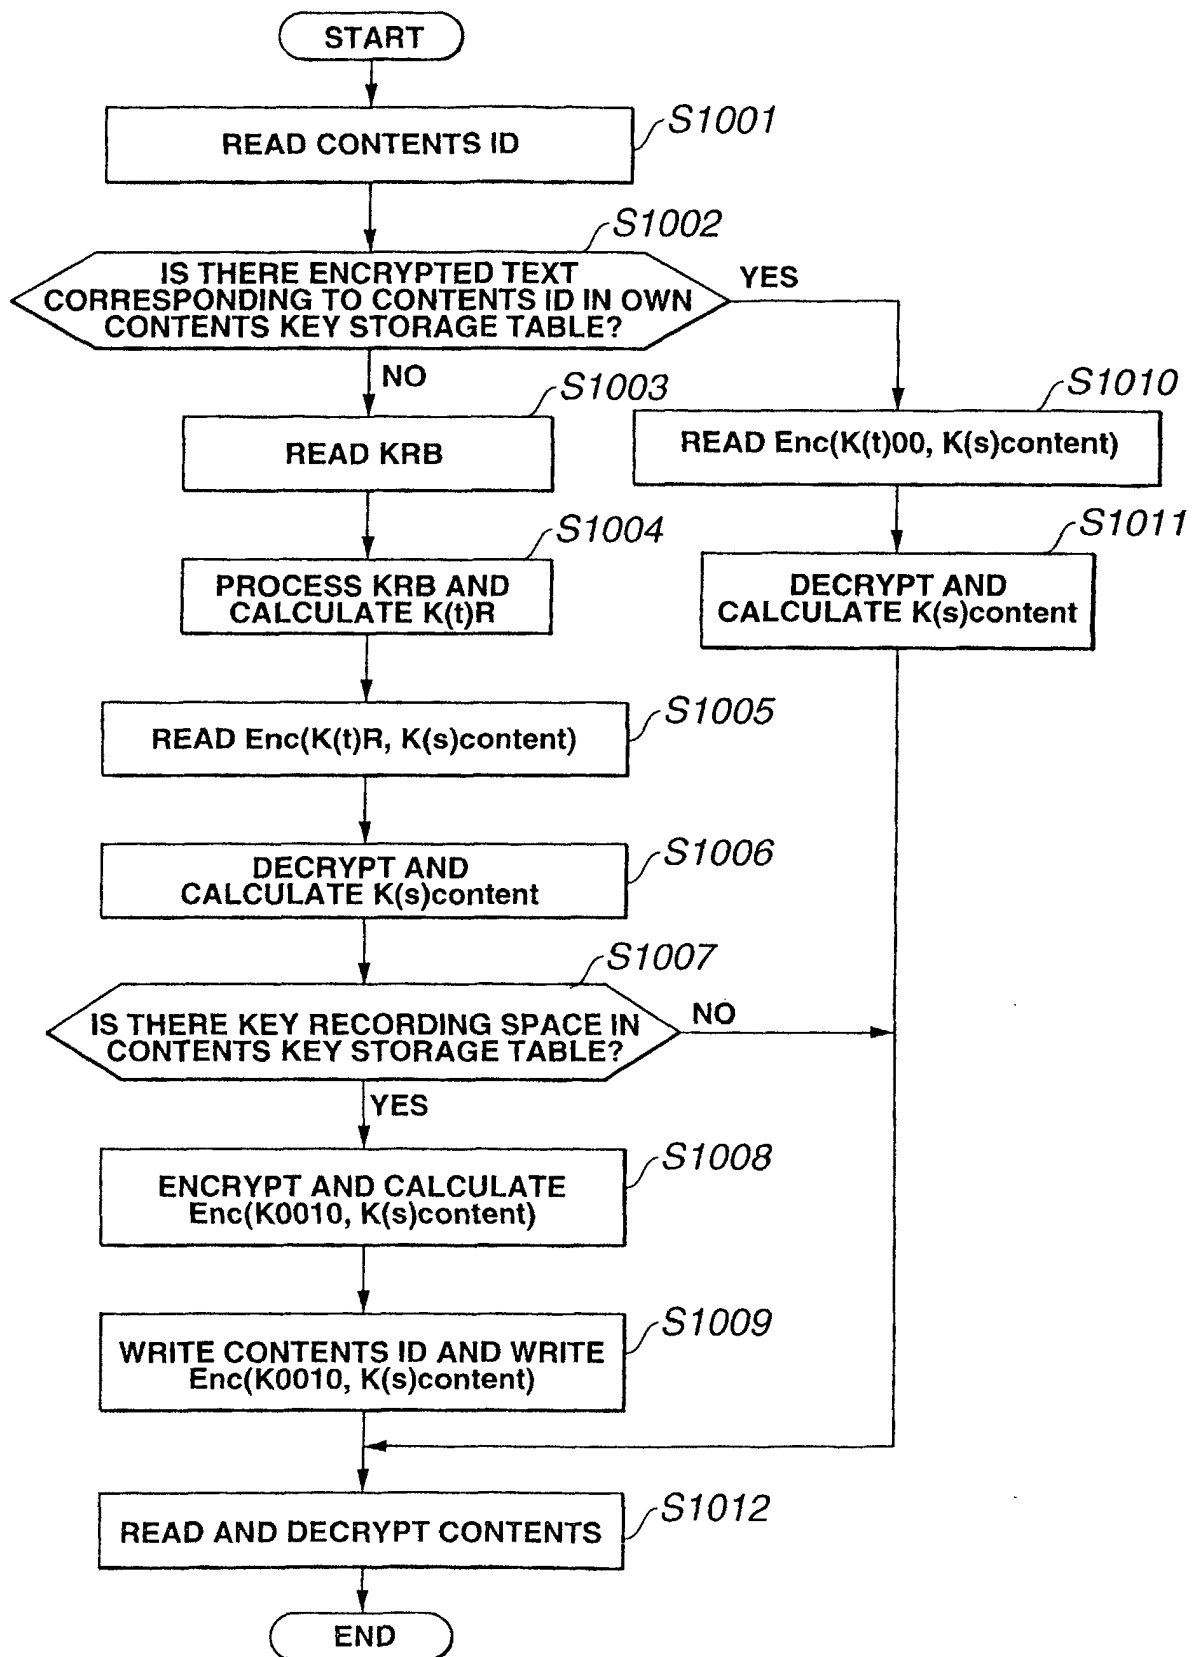 START
READ CONTENTS ID
S1001
S1002
IS THERE ENCRYPTED TEXT
CORRESPONDING TO CONTENTS ID IN OWN
CONTENTS KEY STORAGE TABLE?
YES
NO
S1003
READ KRB
S1010
READ Enc(K(t)00, K(s)content)
S1004
PROCESS KRB AND
CALCULATE K(t)R
S1011
DECRYPT AND
CALCULATE K(s)content
S1005
READ Enc(K(t)R, K(s)content)
S1006
DECRYPT AND
CALCULATE K(s)content
S1007
IS THERE KEY RECORDING SPACE IN
CONTENTS KEY STORAGE TABLE?
NO
YES
S1008
ENCRYPT AND CALCULATE
Enc(K0010, K(s)content)
S1009
WRITE CONTENTS ID AND WRITE
Enc(K0010, K(s)content)
S1012
READ AND DECRYPT CONTENTS
END